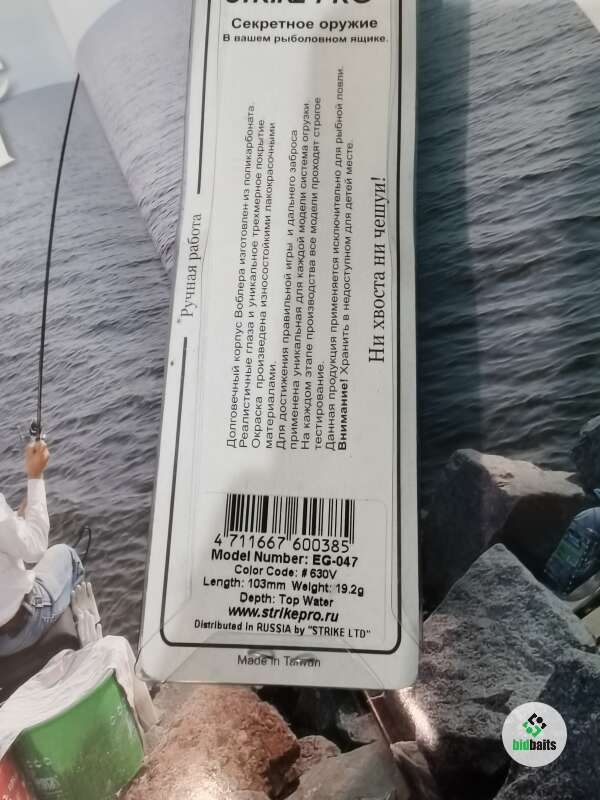 STRIKE PRO
Секретное оружие
В вашем рыболовном ящике.
*Ручная работа
Долговечный корпус Воблера изготовлен из поликарбоната.
Реалистичные глаза и уникальное трехмерное покрытие
Окраска произведена износостойкими лакокрасочными
материалами.
Для достижения правильной игры и дальнего заброса
применена уникальная для каждой модели система огрузки.
На каждом этапе производства все модели проходят строгое
тестирование.
Данная продукция применяется исключительно для рыбной ловли.
Внимание! Хранить в недоступном для детей месте.
Ни хвоста ни чешуи!
4 711667 600385
Model Number: EG-047
Color Code: # 630V
Length: 103mm Weight: 19.2g
Depth: Top Water
www.strikepro.ru
Distributed in RUSSIA by "STRIKE LTD"
Made in Taiwan
bidbaits